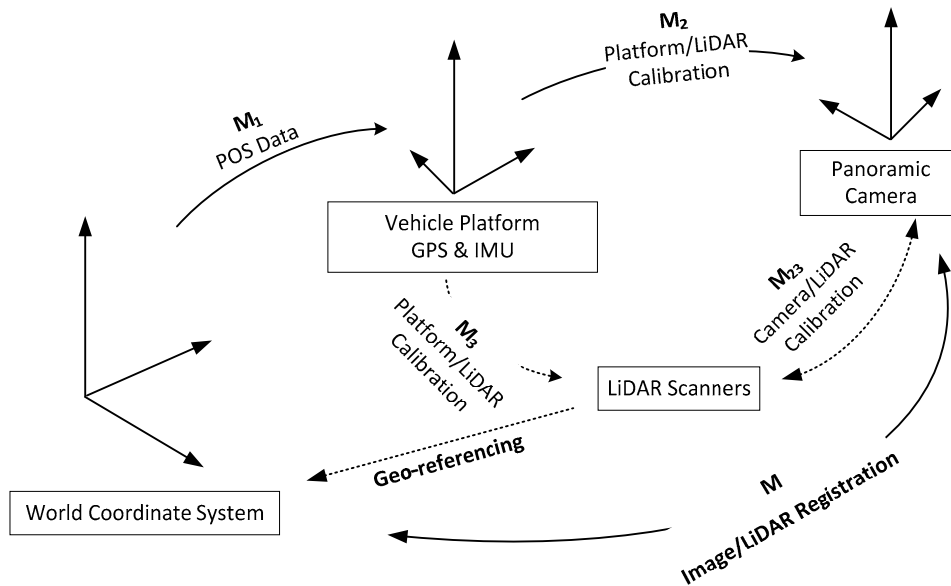 M₂
Platform/LiDAR
Calibration
M₁
POS Data
Panoramic
Camera
Vehicle Platform
GPS & IMU
M₂₃
Camera/LiDAR
Calibration
M₃
Platform/LiDAR
Calibration
LiDAR Scanners
Geo-referencing
M
Image/LiDAR Registration
World Coordinate System